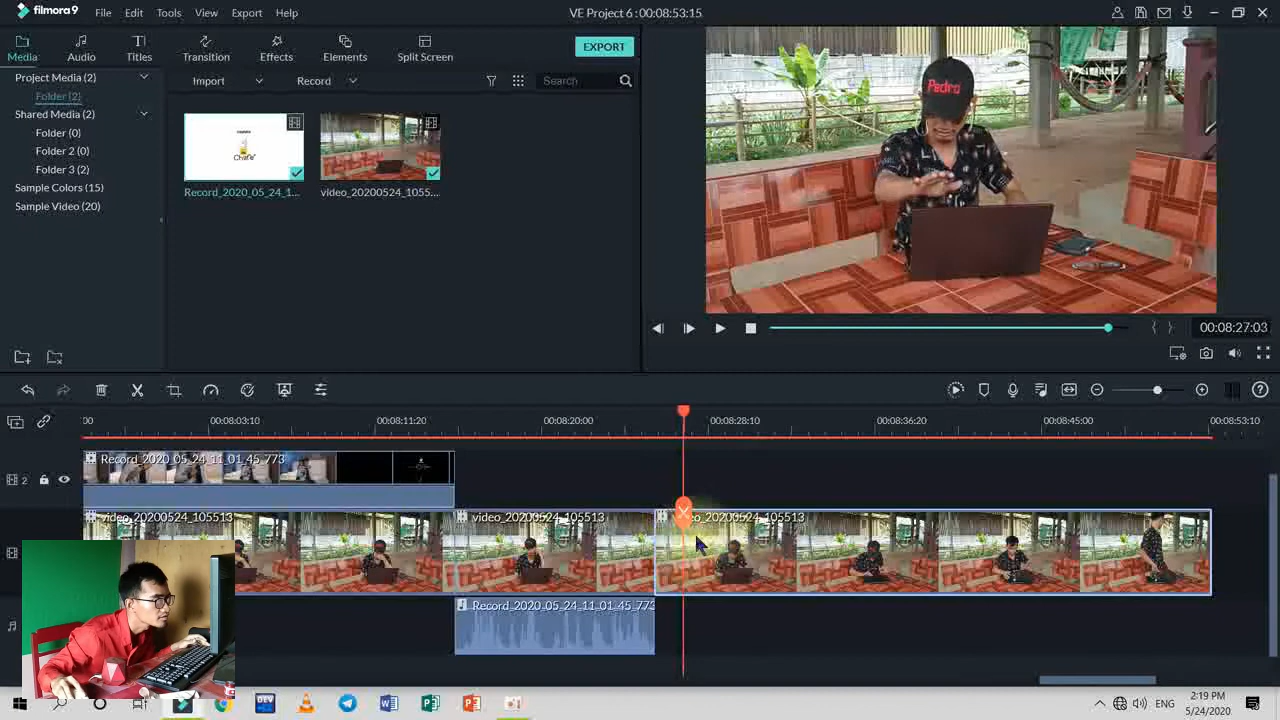 filmora9 File Edit Tools View Export Help VE Project 6 : 00:08:53:15
Media Audio Titles Transition Effects Elements Split Screen EXPORT
Project Media (2) Import Record Search
Folder (2)
Shared Media (2)
Folder (0)
Folder 2 (0)
Folder 3 (2)
Sample Colors (15)
Sample Video (20)
Record_2020_05_24_1... video_20200524_1055...
Pedro
00:08:27:03
:00 00:08:03:10 00:08:11:20 00:08:20:00 00:08:28:10 00:08:36:20 00:08:45:00 00:08:53:10
2 Record_2020_05_24_11_01_45_773
video_20200524_105513 video_20200524_105513 eo_20200524_105513
Record_2020_05_24_11_01_45_773
DEV
ENG 2:19 PM
5/24/2020